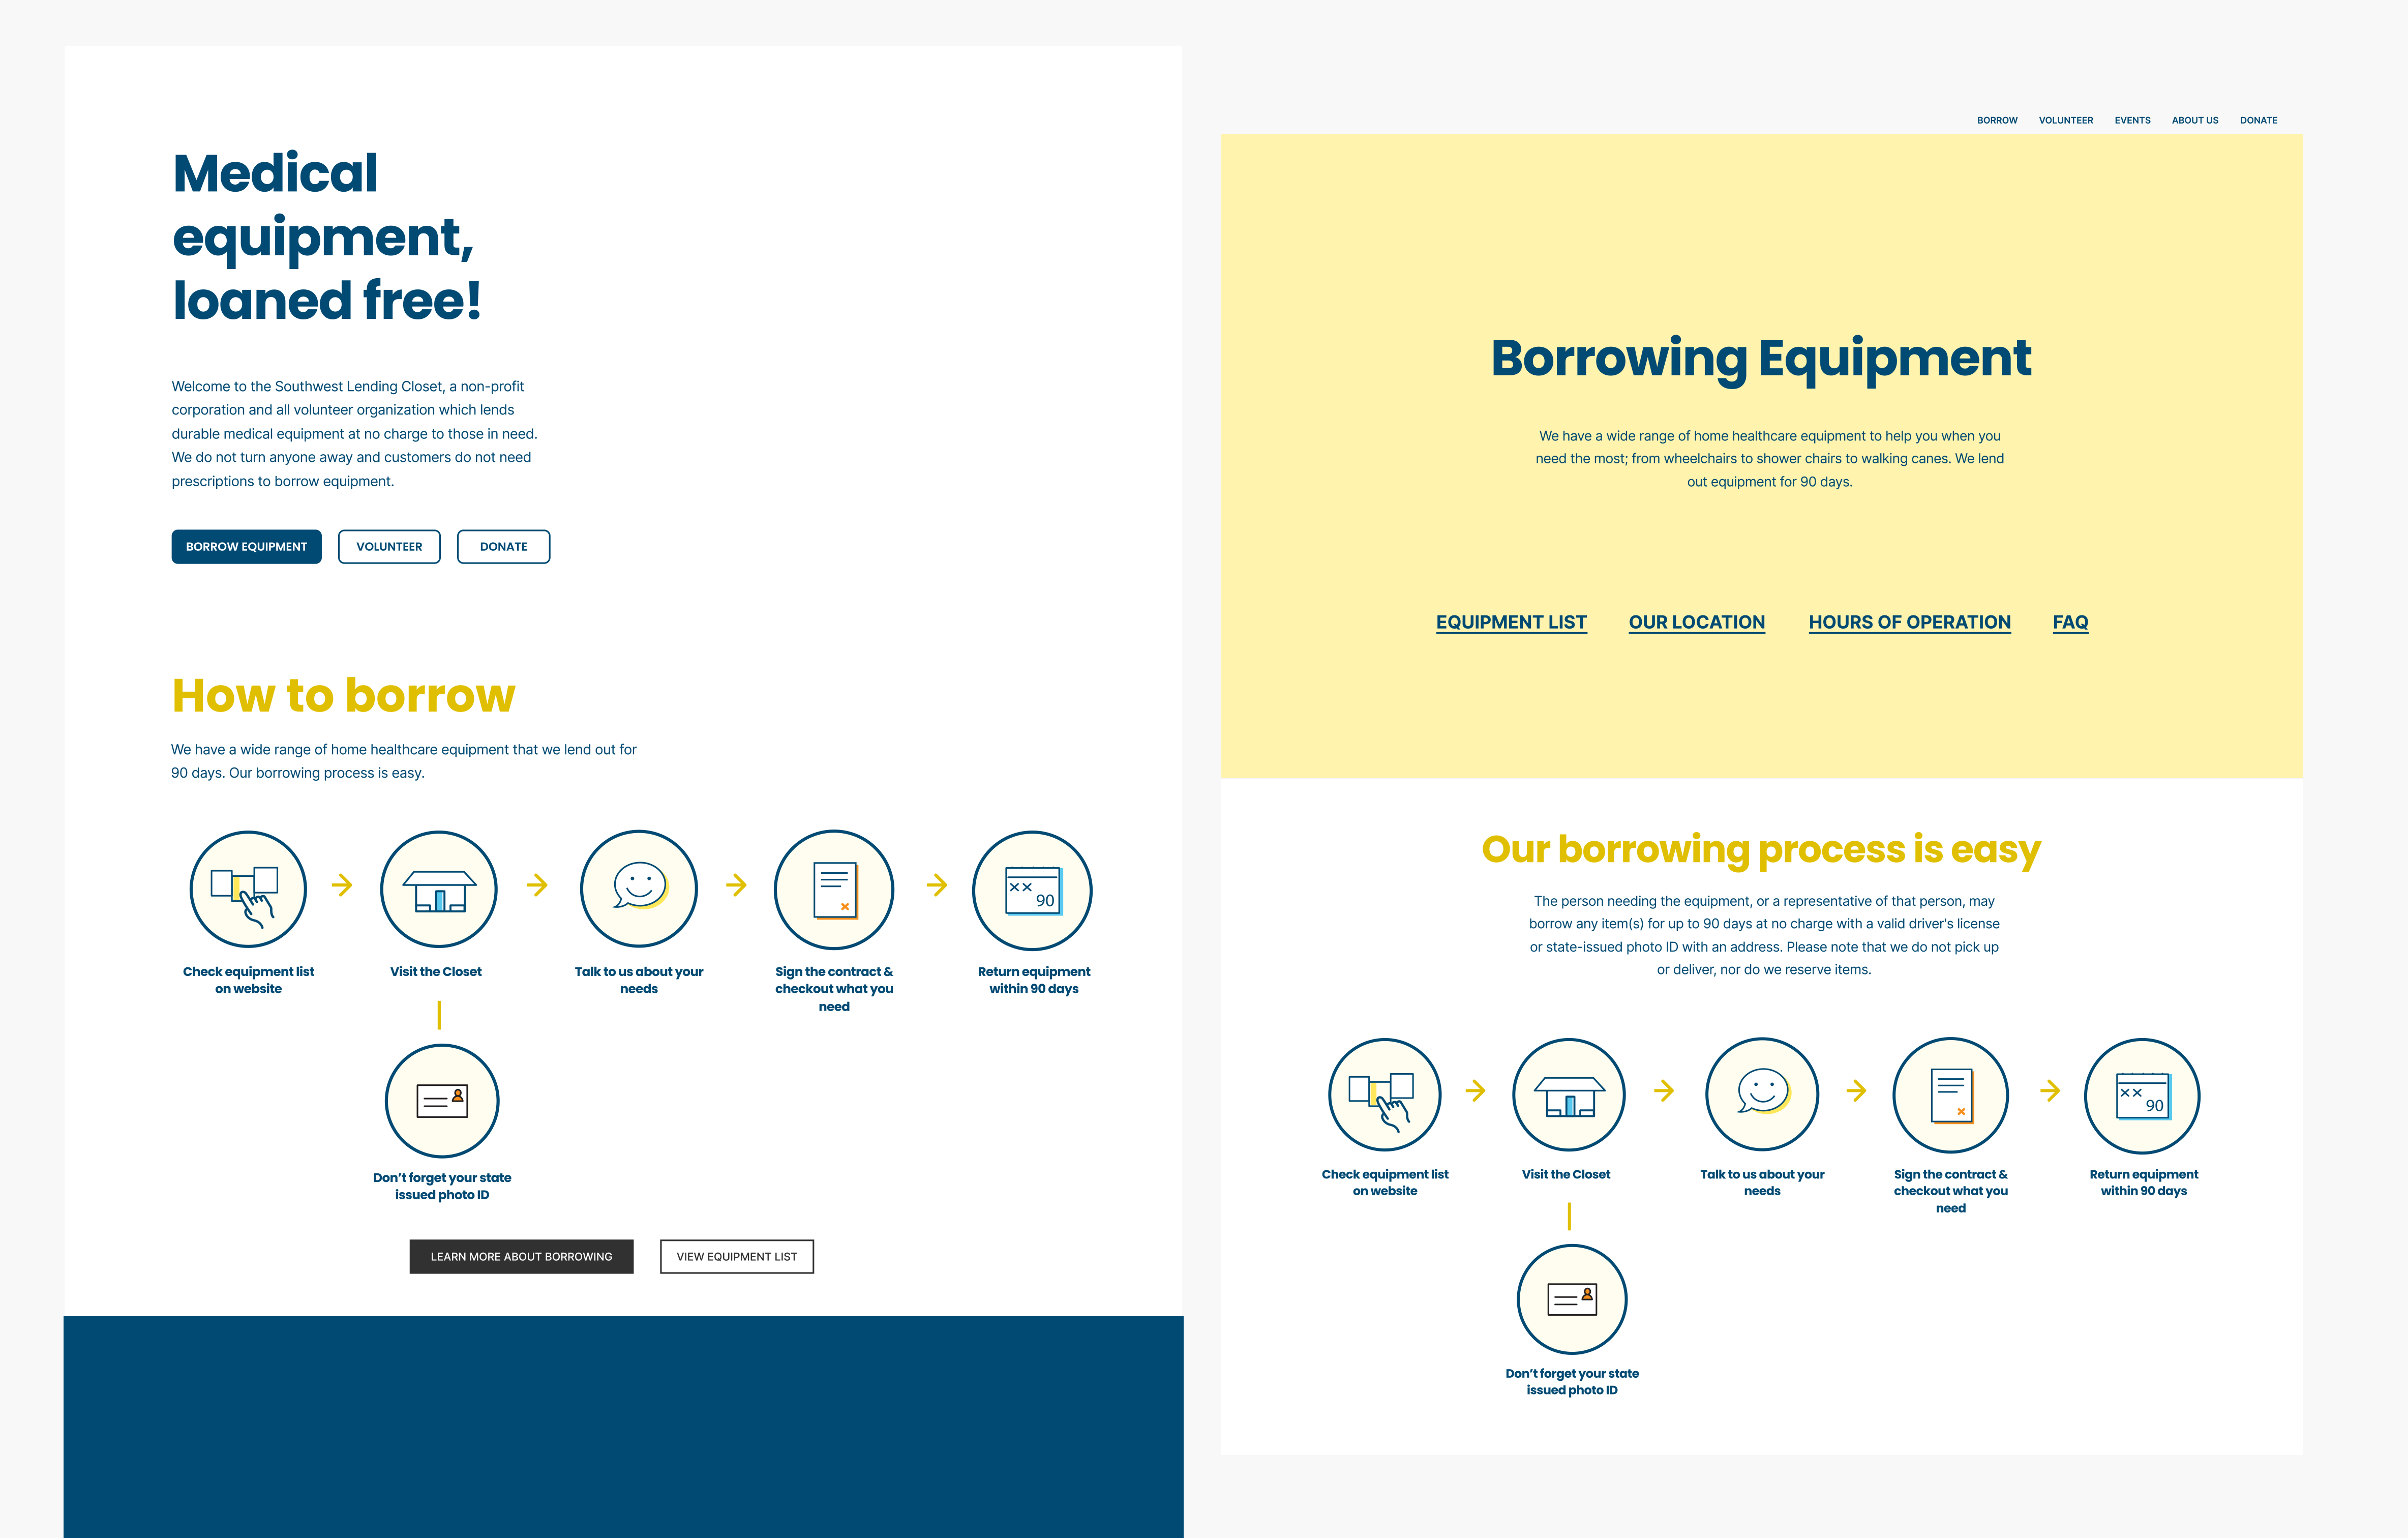 Medical
equipment,
loaned free!
Welcome to the Southwest Lending Closet, a non-profit
corporation and all volunteer organization which lends
durable medical equipment at no charge to those in need.
We do not turn anyone away and customers do not need
prescriptions to borrow equipment.
BORROW EQUIPMENT
VOLUNTEER
DONATE
How to borrow
We have a wide range of home healthcare equipment that we lend out for
90 days. Our borrowing process is easy.
90
Check equipment list
on website
Visit the Closet
Talk to us about your
needs
Sign the contract &
checkout what you
need
Return equipment
within 90 days
Don’t forget your state
issued photo ID
LEARN MORE ABOUT BORROWING
VIEW EQUIPMENT LIST
BORROW
VOLUNTEER
EVENTS
ABOUT US
DONATE
Borrowing Equipment
We have a wide range of home healthcare equipment to help you when you
need the most; from wheelchairs to shower chairs to walking canes. We lend
out equipment for 90 days.
EQUIPMENT LIST
OUR LOCATION
HOURS OF OPERATION
FAQ
Our borrowing process is easy
The person needing the equipment, or a representative of that person, may
borrow any item(s) for up to 90 days at no charge with a valid driver's license
or state-issued photo ID with an address. Please note that we do not pick up
or deliver, nor do we reserve items.
90
Check equipment list
on website
Visit the Closet
Talk to us about your
needs
Sign the contract &
checkout what you
need
Return equipment
within 90 days
Don’t forget your state
issued photo ID